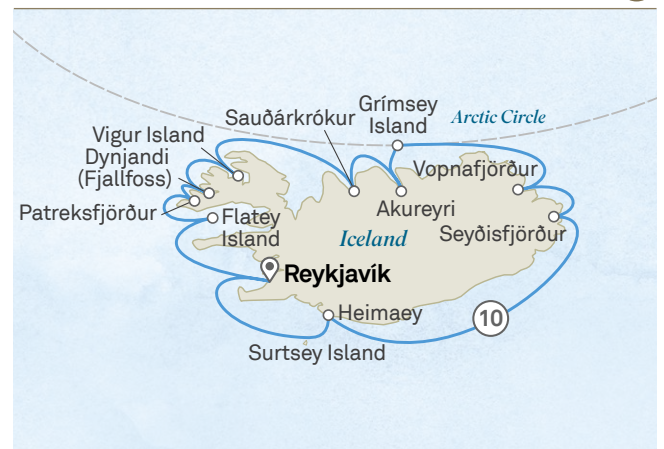 Grímsey
Island
Arctic Circle
Sauðárkrókur
Vigur Island
Dynjandi
(Fjallfoss)
Vopnafjörður
Patreksfjörður
Akureyri
Flatey
Island
Iceland
Seyðisfjörður
Reykjavík
Heimaey
10
Surtsey Island